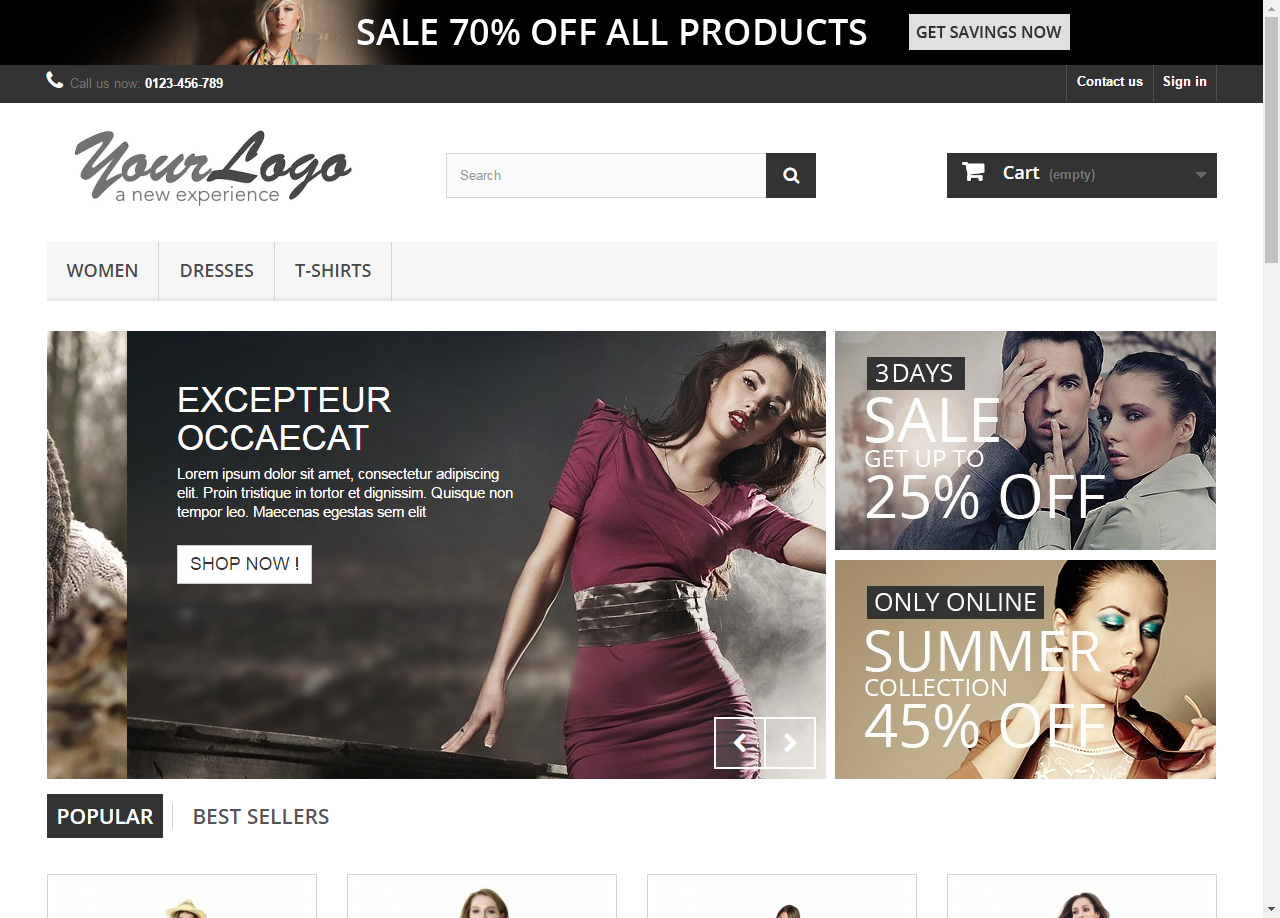 SALE 70% OFF ALL PRODUCTS
GET SAVINGS NOW
Call us now: 0123-456-789
Contact us
Sign in
YourLogo
a new experience
Search
Cart (empty)
WOMEN
DRESSES
T-SHIRTS
EXCEPTEUR
OCCAECAT
Lorem ipsum dolor sit amet, consectetur adipiscing
elit. Proin tristique in tortor et dignissim. Quisque non
tempor leo. Maecenas egestas sem elit
SHOP NOW !
3 DAYS
SALE
GET UP TO
25% OFF
ONLY ONLINE
SUMMER
COLLECTION
45% OFF
POPULAR
BEST SELLERS